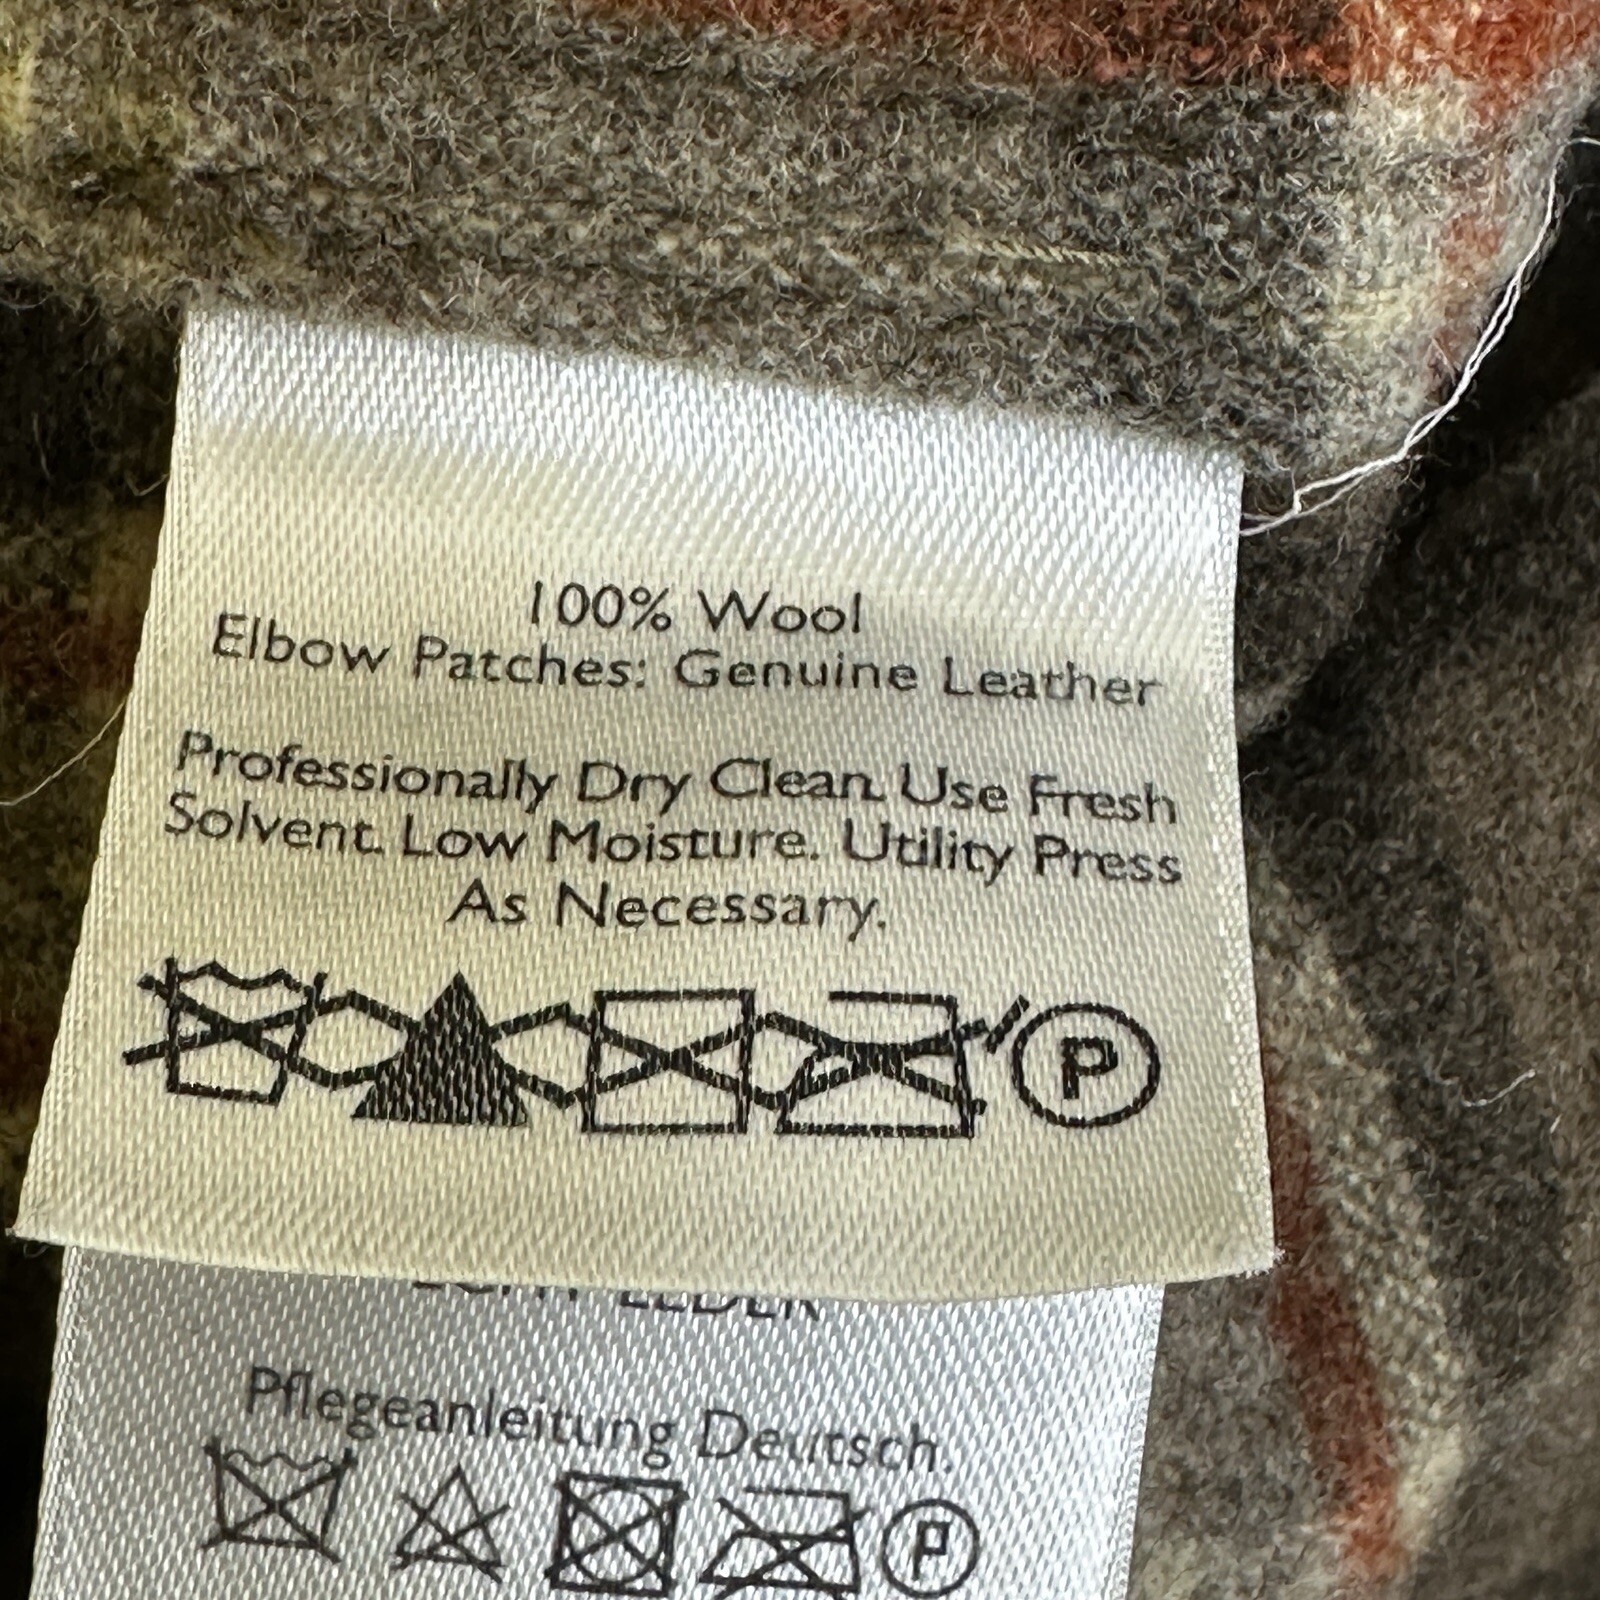 100% Wool
Elbow Patches: Genuine Leather
Professionally Dry Clean. Use Fresh
Solvent. Low Moisture. Utility Press
As Necessary.
P
LEDER
Pflegeanleitung Deutsch.
P